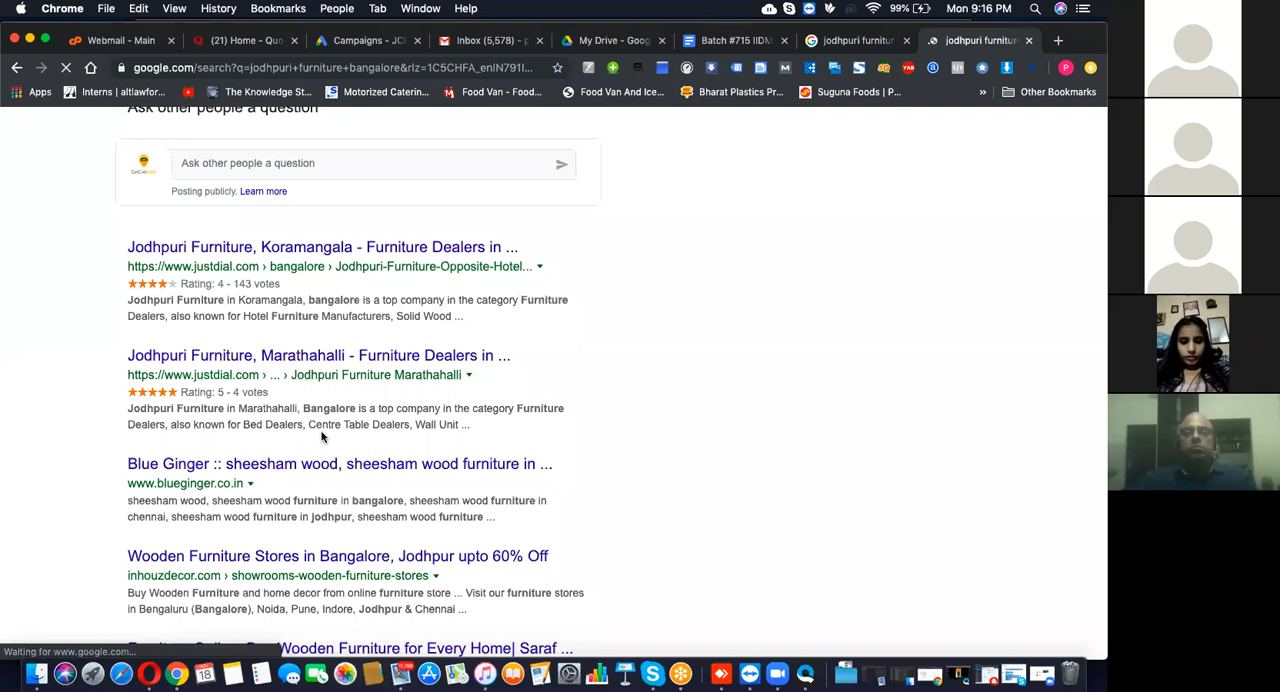 Chrome File Edit View History Bookmarks People Tab Window Help 99% Mon 9:16 PM
Webmail - Main (21) Home - Quo Campaigns - JCF Inbox (5,578) - p My Drive - Goog Batch #715 IIDM jodhpuri furnitur jodhpuri furnitur
google.com/search?q=jodhpuri+furniture+bangalore&rlz=1C5CHFA_enIN791I...
Apps Interns | altlawfor... The Knowledge St... Motorized Caterin... Food Van - Food... Food Van And Ice... Bharat Plastics Pr... Suguna Foods | P... » Other Bookmarks
Ask other people a question
Ask other people a question
Posting publicly. Learn more
Jodhpuri Furniture, Koramangala - Furniture Dealers in ...
https://www.justdial.com › bangalore › Jodhpuri-Furniture-Opposite-Hotel...
Rating: 4 - 143 votes
Jodhpuri Furniture in Koramangala, bangalore is a top company in the category Furniture
Dealers, also known for Hotel Furniture Manufacturers, Solid Wood ...
Jodhpuri Furniture, Marathahalli - Furniture Dealers in ...
https://www.justdial.com › ... › Jodhpuri Furniture Marathahalli
Rating: 5 - 4 votes
Jodhpuri Furniture in Marathahalli, Bangalore is a top company in the category Furniture
Dealers, also known for Bed Dealers, Centre Table Dealers, Wall Unit ...
Blue Ginger :: sheesham wood, sheesham wood furniture in ...
www.blueginger.co.in
sheesham wood, sheesham wood furniture in bangalore, sheesham wood furniture in
chennai, sheesham wood furniture in jodhpur, sheesham wood furniture ...
Wooden Furniture Stores in Bangalore, Jodhpur upto 60% Off
inhouzdecor.com › showrooms-wooden-furniture-stores
Buy Wooden Furniture and home decor from online furniture store ... Visit our furniture stores
in Bengaluru (Bangalore), Noida, Pune, Indore, Jodhpur & Chennai ...
Wooden Furniture for Every Home| Saraf ...
Waiting for www.google.com...